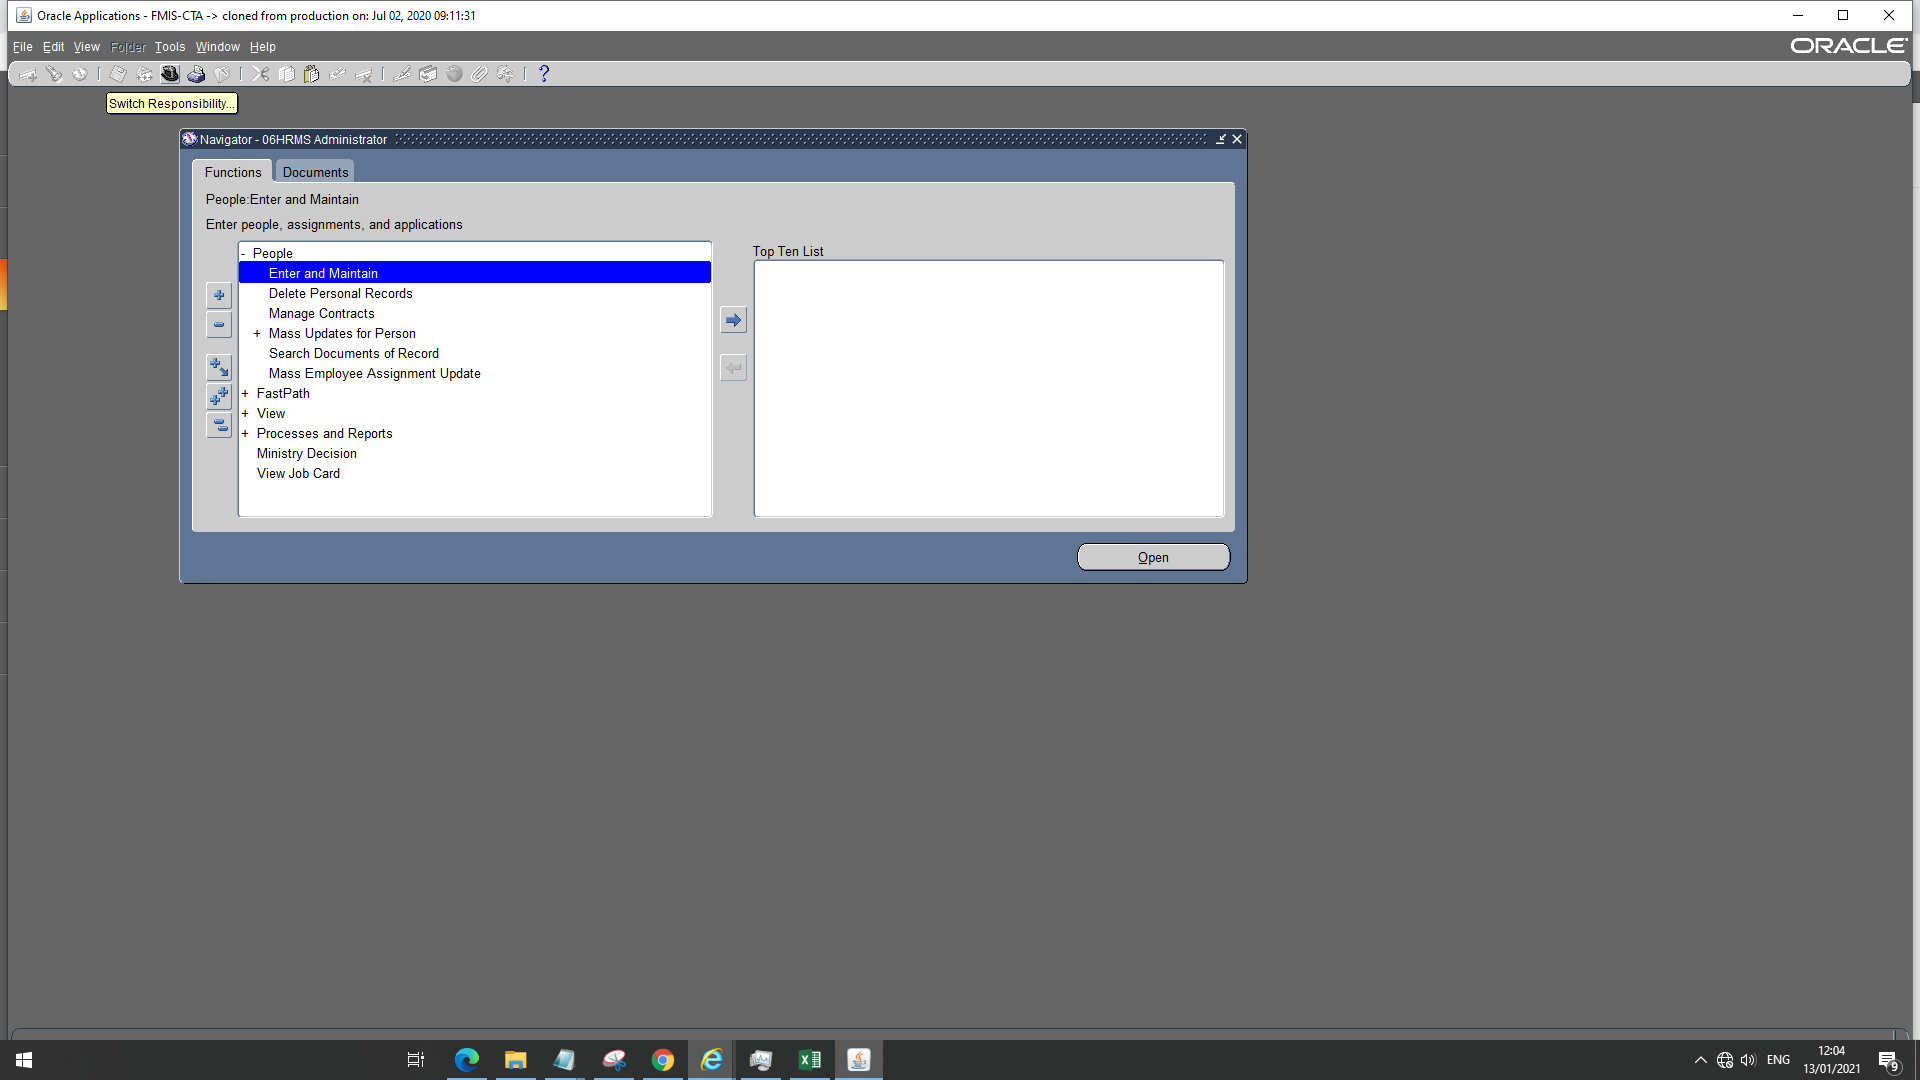 Oracle Applications - FMIS-CTA -> cloned from production on: Jul 02, 2020 09:11:31
File Edit View Folder Tools Window Help
ORACLE
Switch Responsibility...
Navigator - 06HRMS Administrator
Functions Documents
People:Enter and Maintain
Enter people, assignments, and applications
Top Ten List
- People
Enter and Maintain
Delete Personal Records
Manage Contracts
+ Mass Updates for Person
Search Documents of Record
Mass Employee Assignment Update
+ FastPath
+ View
+ Processes and Reports
Ministry Decision
View Job Card
Open
ENG
12:04
13/01/2021
9